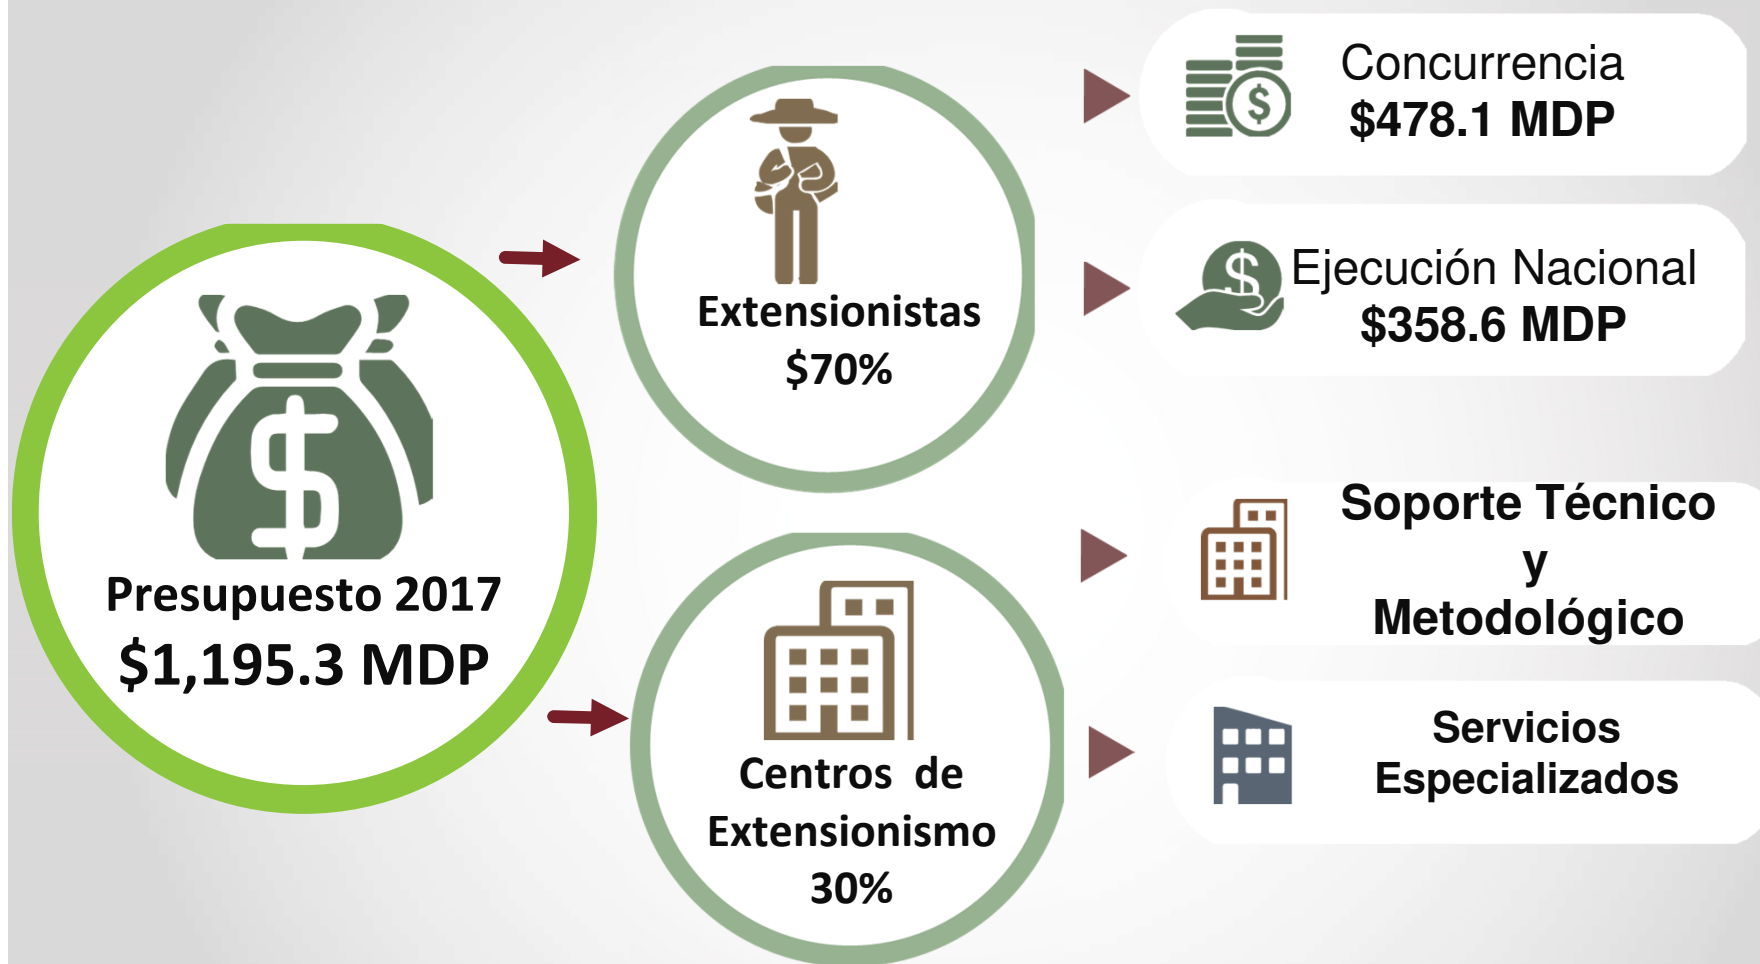 Presupuesto 2017
$1,195.3 MDP
Extensionistas
$70%
Concurrencia
$478.1 MDP
Ejecución Nacional
$358.6 MDP
Centros de
Extensionismo
30%
Soporte Técnico
y
Metodológico
Servicios
Especializados